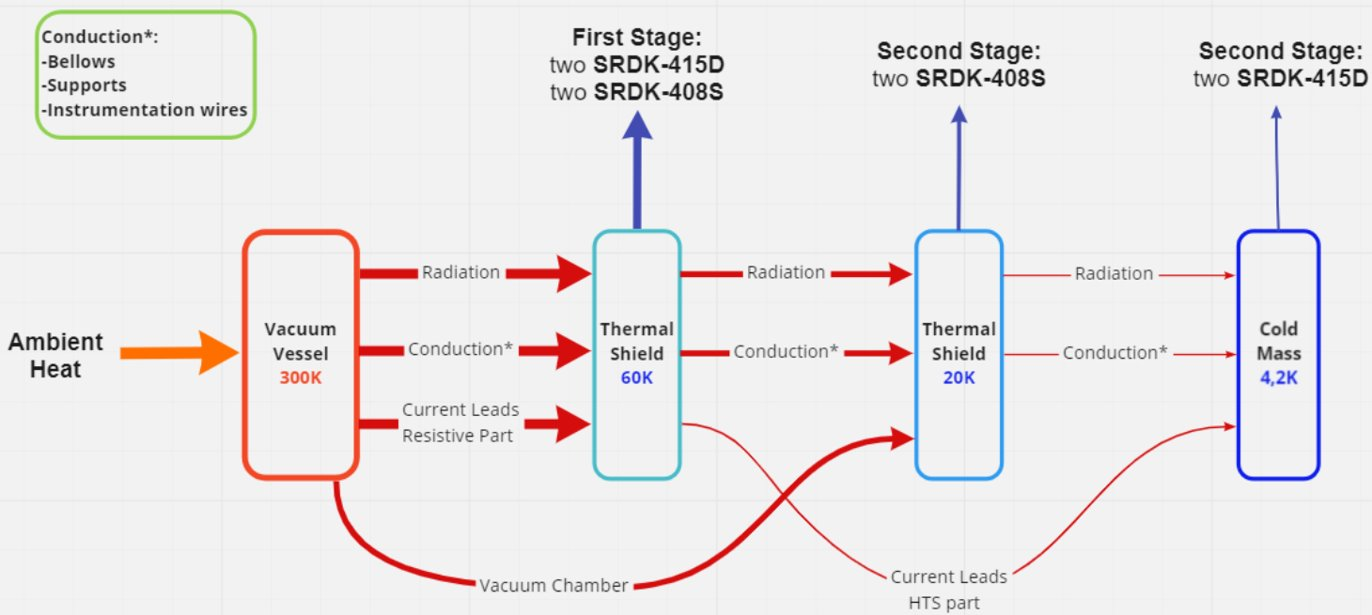 Conduction*:
-Bellows
-Supports
-Instrumentation wires
First Stage:
two SRDK-415D
two SRDK-408S
Second Stage:
two SRDK-408S
Second Stage:
two SRDK-415D
Ambient
Heat
Vacuum
Vessel
300K
Radiation
Conduction*
Current Leads
Resistive Part
Thermal
Shield
60K
Radiation
Conduction*
Thermal
Shield
20K
Radiation
Conduction*
Cold
Mass
4,2K
Vacuum Chamber
Current Leads
HTS part